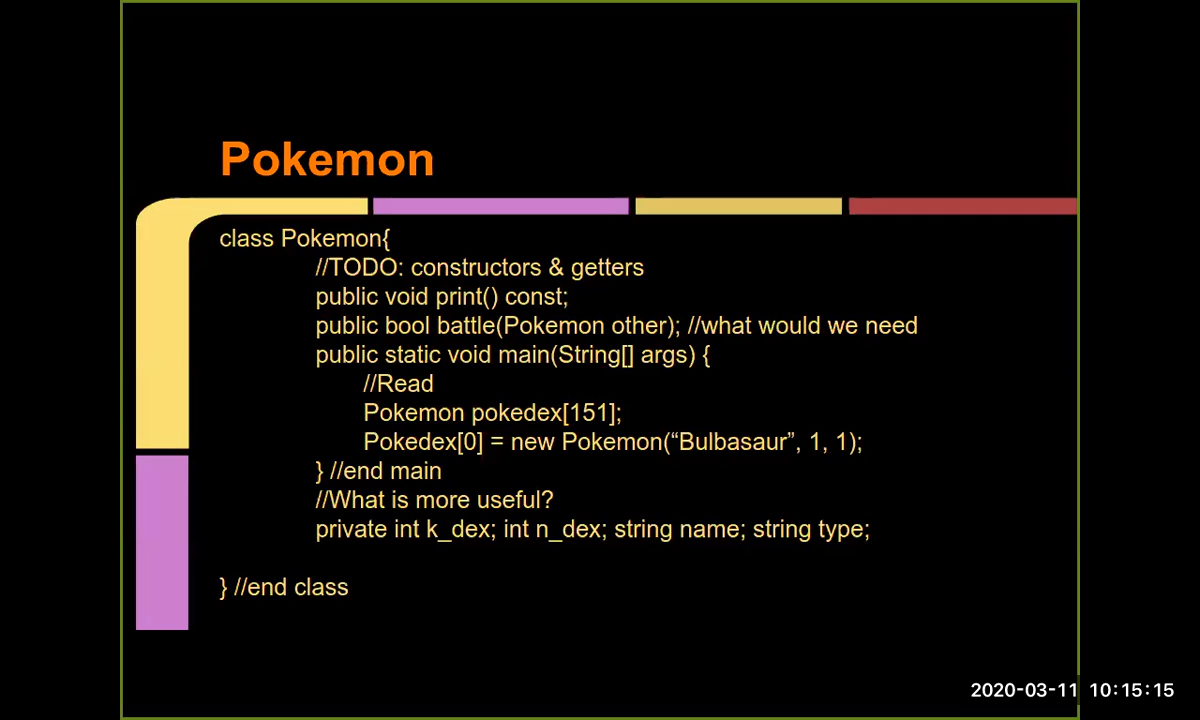 Pokemon
class Pokemon{
//TODO: constructors & getters
public void print() const;
public bool battle(Pokemon other); //what would we need
public static void main(String[] args) {
//Read
Pokemon pokedex[151];
Pokedex[0] = new Pokemon(“Bulbasaur”, 1, 1);
} //end main
//What is more useful?
private int k_dex; int n_dex; string name; string type;
} //end class
2020-03-11 10:15:15